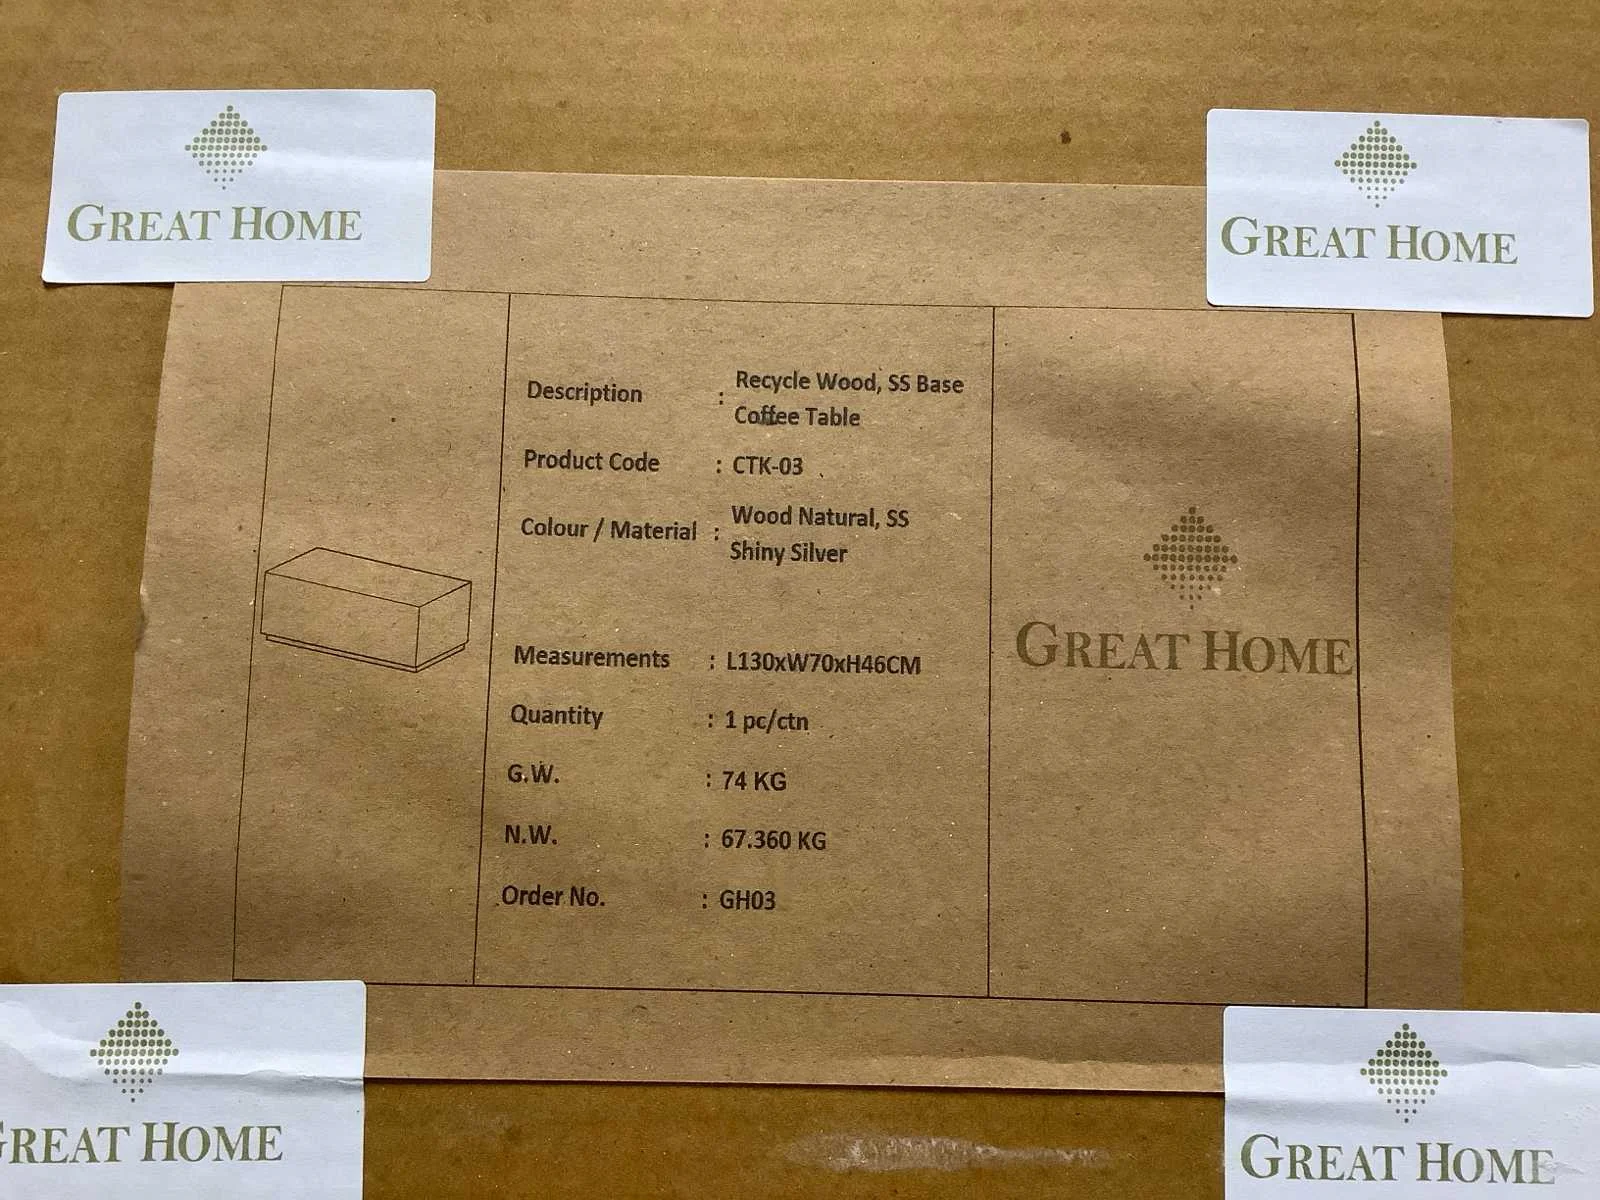 GREAT HOME
GREAT HOME
Description : Recycle Wood, SS Base
Coffee Table
Product Code : CTK-03
Colour / Material : Wood Natural, SS
Shiny Silver
Measurements : L130xW70xH46CM
Quantity : 1 pc/ctn
G.W. : 74 KG
N.W. : 67.360 KG
Order No. : GH03
GREAT HOME
GREAT HOME
GREAT HOME